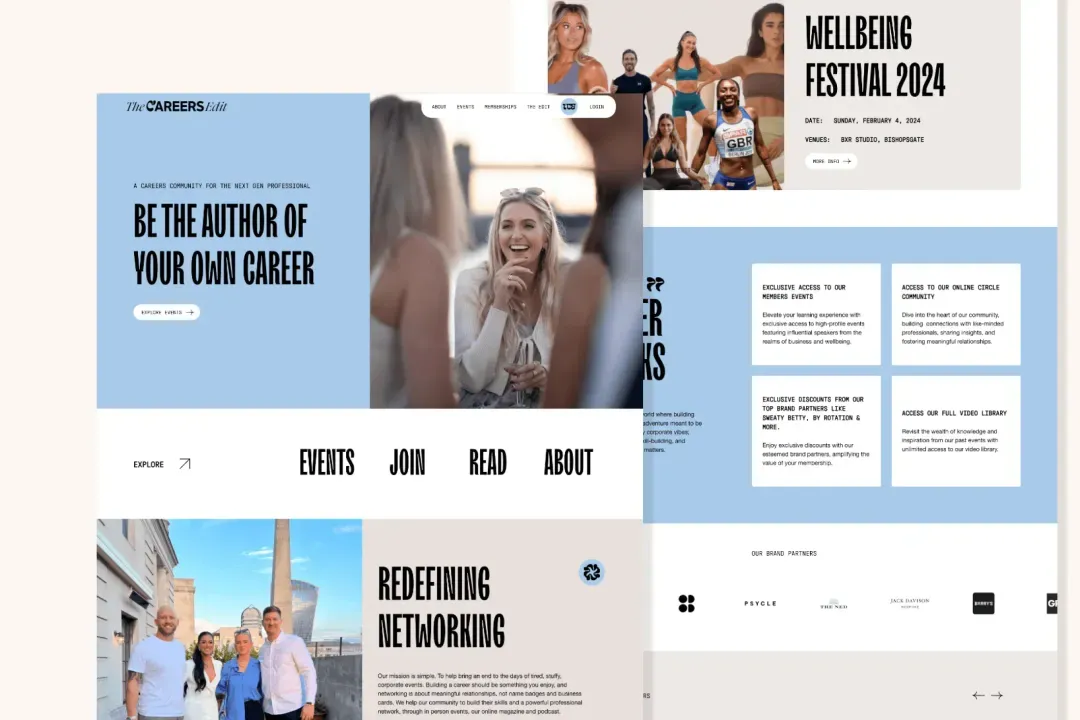 WELLBEING
FESTIVAL 2024
DATE: SUNDAY, FEBRUARY 4, 2024
VENUES: BXR STUDIO, BISHOPSGATE
MORE INFO
GBR
The CAREERS Edit
ABOUT EVENTS MEMBERSHIPS THE EDIT TCE LOGIN
A CAREERS COMMUNITY FOR THE NEXT GEN PROFESSIONAL
BE THE AUTHOR OF
YOUR OWN CAREER
EXPLORE EVENTS
EXPLORE
EVENTS JOIN READ ABOUT
REDEFINING
NETWORKING
Our mission is simple. To help bring an end to the days of tired, stuffy,
corporate events. Building a career should be something you enjoy, and
networking is about meaningful relationships, not name badges and business
cards. We help our community to build their skills and a powerful professional
network, through in person events, our online magazine and podcast.
ER
KS
world where building
adventure meant to be
corporate vibes;
ll-building, and
matters.
EXCLUSIVE ACCESS TO OUR
MEMBERS EVENTS
Elevate your learning experience with
exclusive access to high-profile events
featuring influential speakers from the
realms of business and wellbeing.
ACCESS TO OUR ONLINE CIRCLE
COMMUNITY
Dive into the heart of our community,
building connections with like-minded
professionals, sharing insights, and
fostering meaningful relationships.
EXCLUSIVE DISCOUNTS FROM OUR
TOP BRAND PARTNERS LIKE
SWEATY BETTY, BY ROTATION &
MORE.
Enjoy exclusive discounts with our
esteemed brand partners, amplifying the
value of your membership.
ACCESS OUR FULL VIDEO LIBRARY
Revisit the wealth of knowledge and
inspiration from our past events with
unlimited access to our video library.
OUR BRAND PARTNERS
PSYCLE
THE NED
JACK DAVISON
BARRY'S
RS